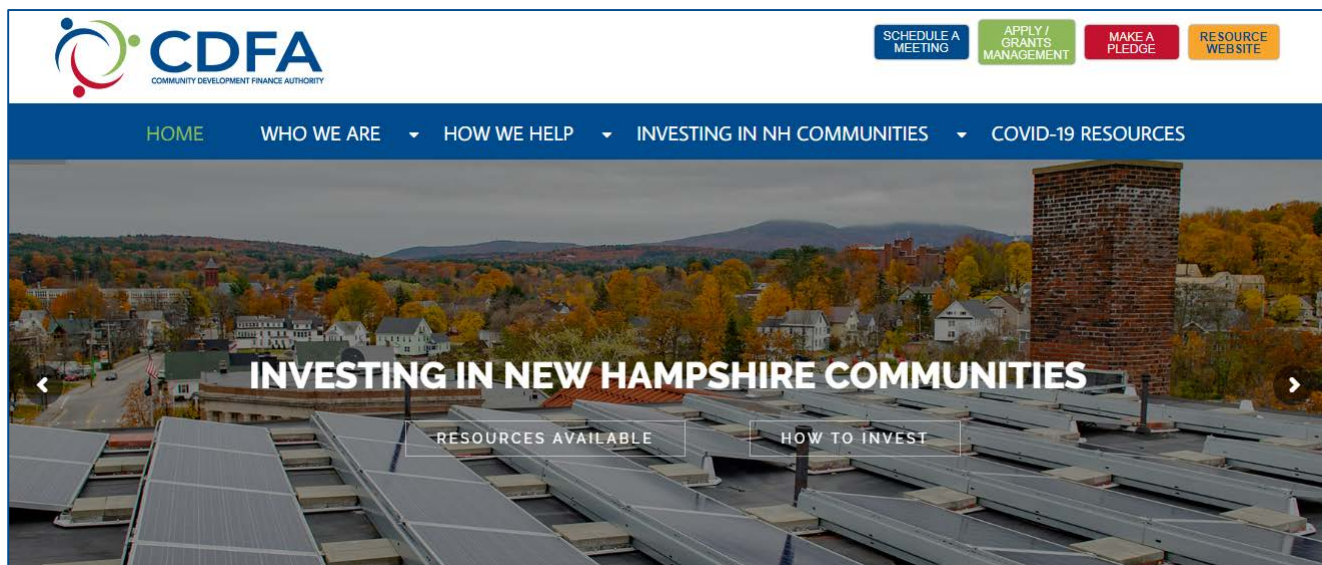 CDFA
COMMUNITY DEVELOPMENT FINANCE AUTHORITY
SCHEDULE A
MEETING
APPLY /
GRANTS
MANAGEMENT
MAKE A
PLEDGE
RESOURCE
WEBSITE
HOME WHO WE ARE HOW WE HELP INVESTING IN NH COMMUNITIES COVID-19 RESOURCES
INVESTING IN NEW HAMPSHIRE COMMUNITIES
RESOURCES AVAILABLE HOW TO INVEST